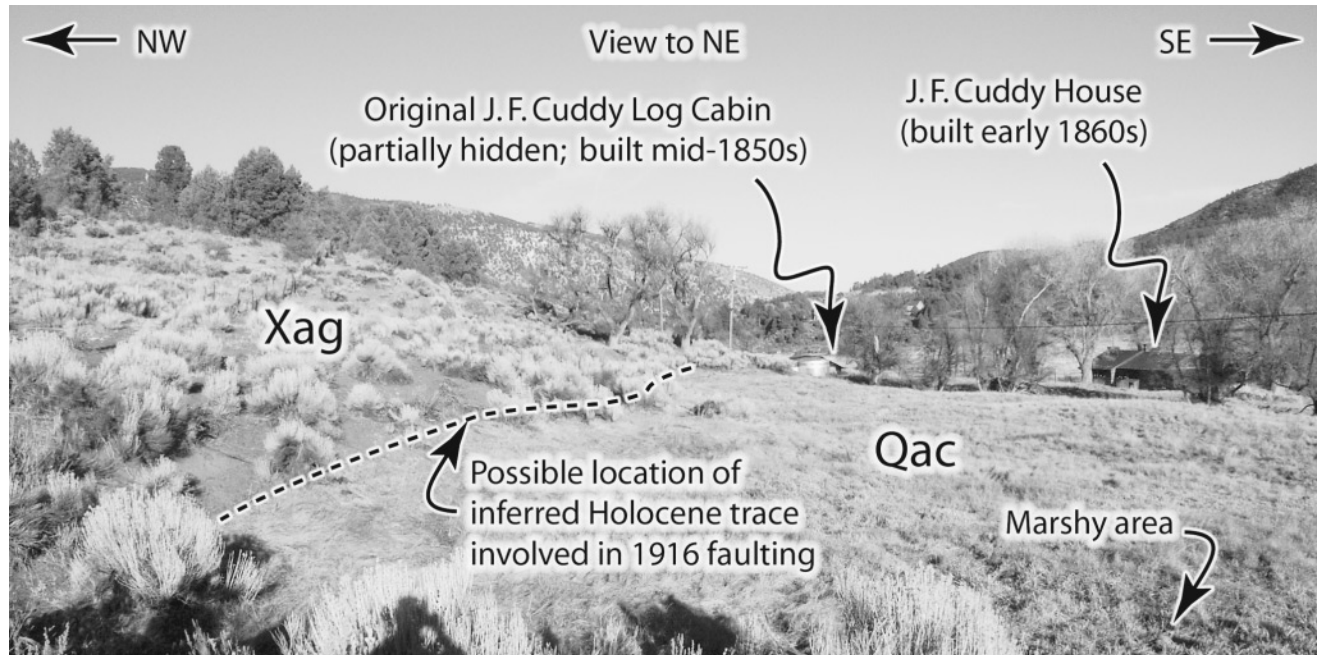 NW
View to NE
SE
Original J. F. Cuddy Log Cabin
(partially hidden; built mid-1850s)
J. F. Cuddy House
(built early 1860s)
Xag
Qac
Possible location of
inferred Holocene trace
involved in 1916 faulting
Marshy area